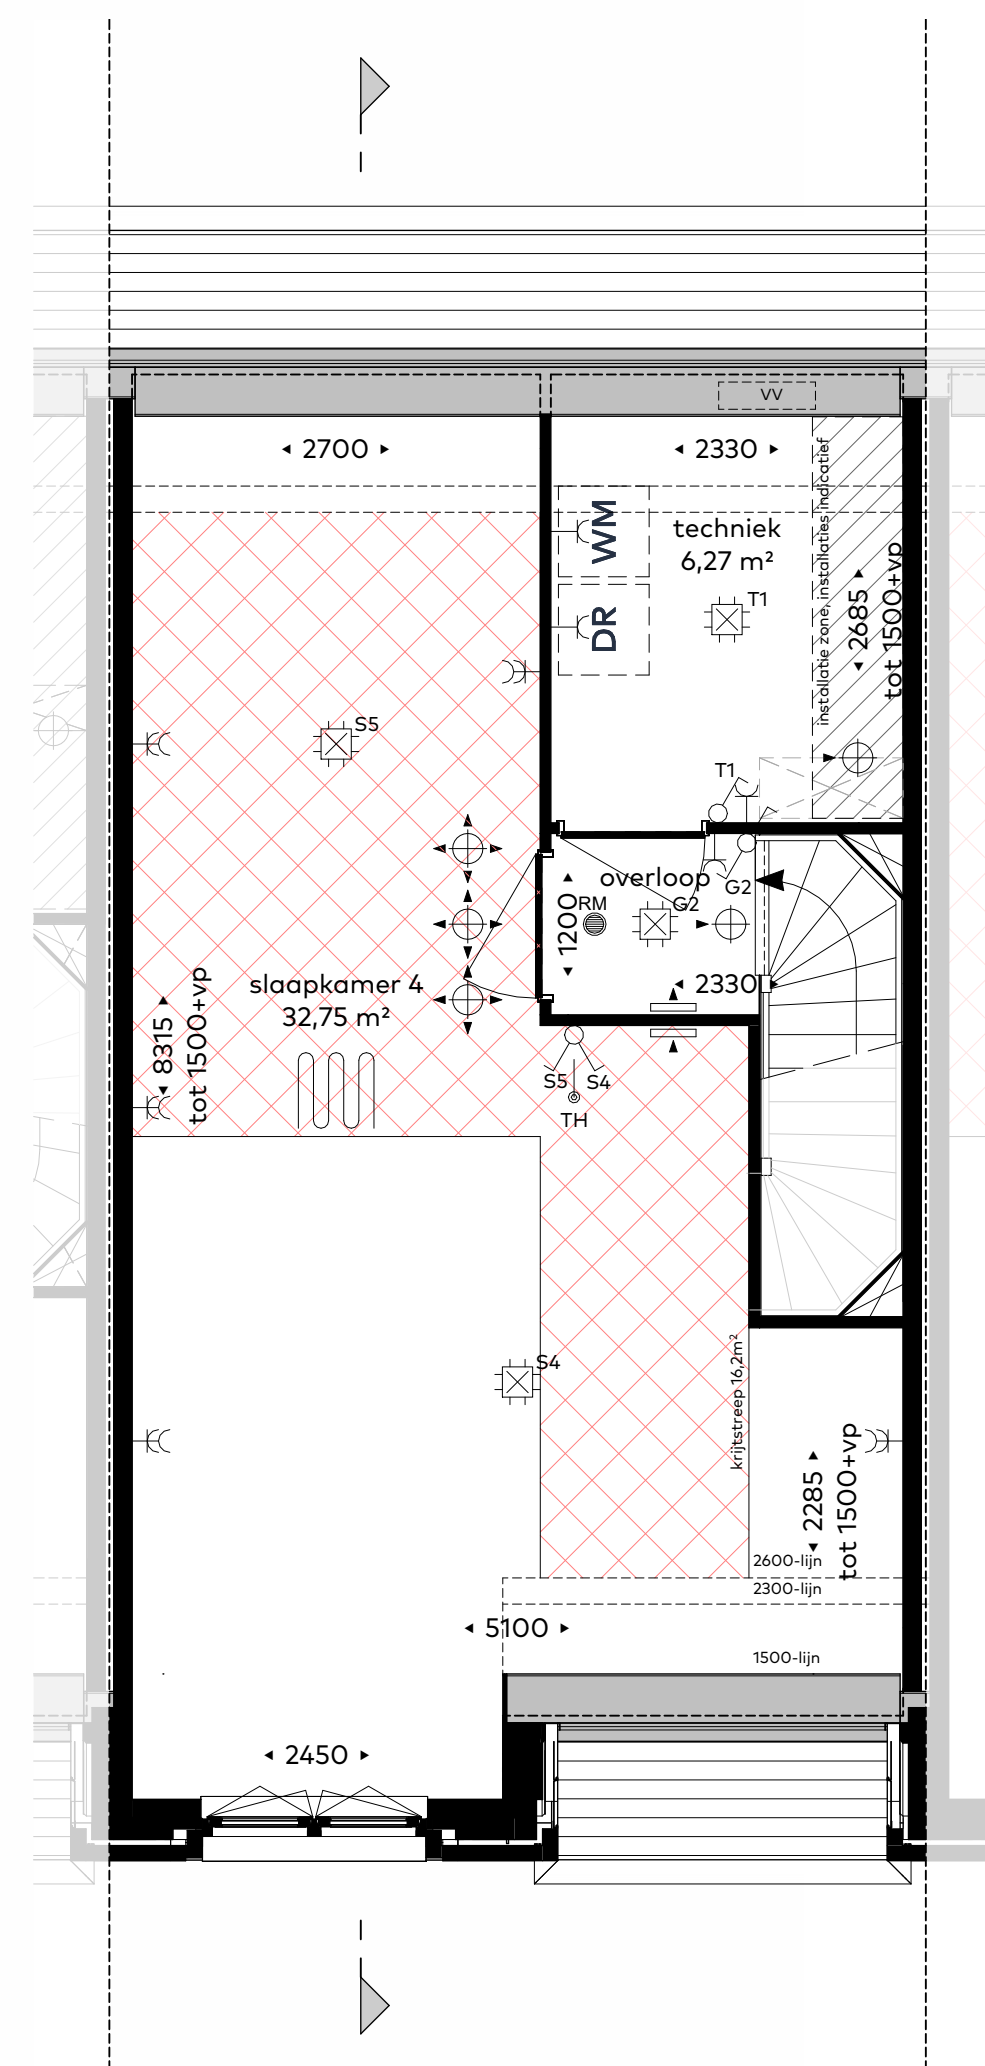 VV
2700
2330
WM
techniek
6,27 m²
T1
DR
installatie zone, installaties indicatief
2685
tot 1500+vp
S5
T1
overloop
G2
RM
G2
1200
2330
slaapkamer 4
32,75 m²
8315
tot 1500+vp
S5
S4
TH
S4
krijtstreep 16,2m²
2285
tot 1500+vp
2600-lijn
2300-lijn
5100
1500-lijn
2450